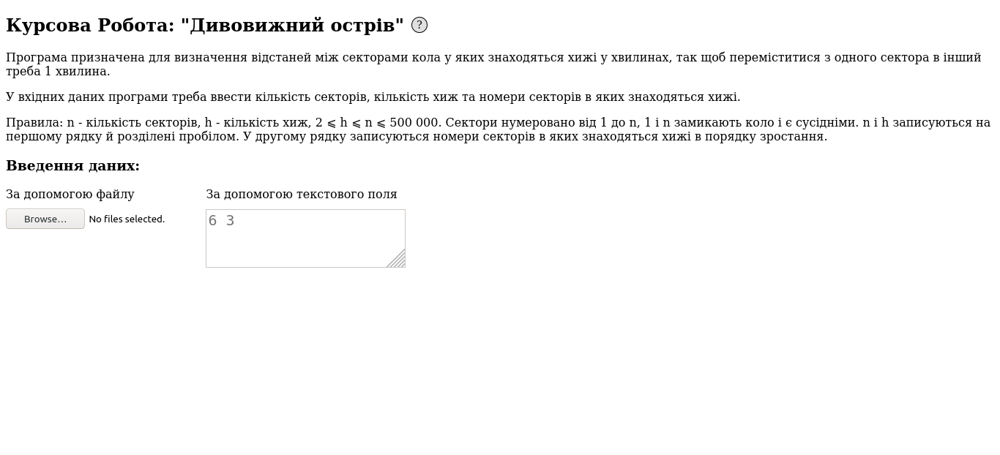 Курсова Робота: "Дивовижний острів" ?
Програма призначена для визначення відстаней між секторами кола у яких знаходяться хижі у хвилинах, так щоб переміститися з одного сектора в інший
треба 1 хвилина.
У вхідних даних програми треба ввести кількість секторів, кількість хиж та номери секторів в яких знаходяться хижі.
Правила: n - кількість секторів, h - кількість хиж, 2 ⩽ h ⩽ n ⩽ 500 000. Сектори нумеровано від 1 до n, 1 і n замикають коло і є сусідніми. n і h записуються на
першому рядку й розділені пробілом. У другому рядку записуються номери секторів в яких знаходяться хижі в порядку зростання.
Введення даних:
За допомогою файлу За допомогою текстового поля
Browse... No files selected. 6 3